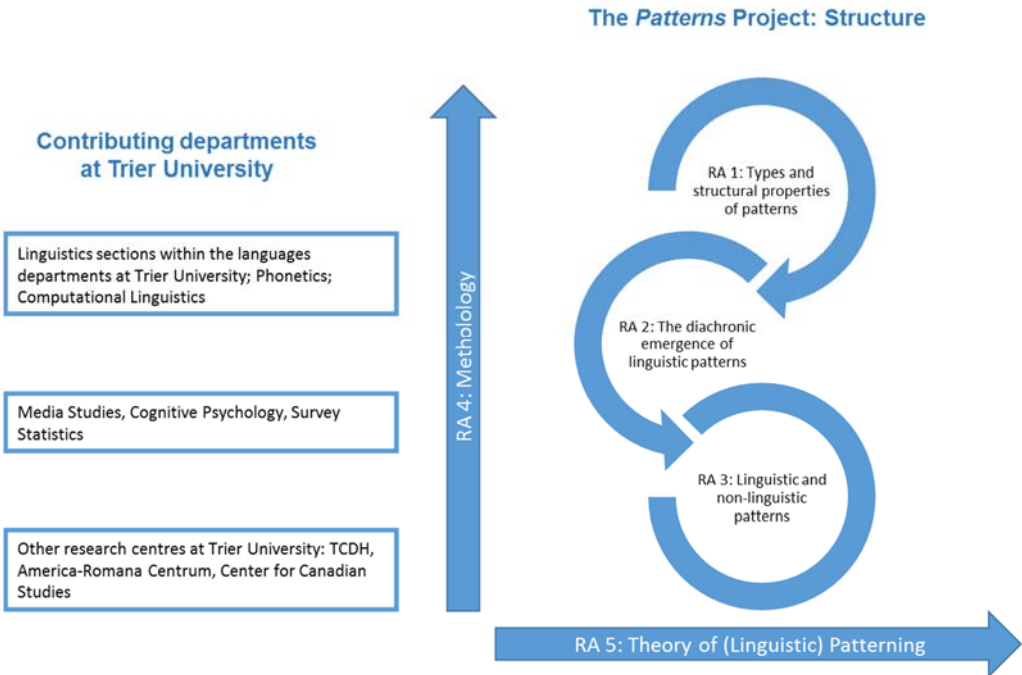 The Patterns Project: Structure
Contributing departments
at Trier University
Linguistics sections within the languages
departments at Trier University; Phonetics;
Computational Linguistics
Media Studies, Cognitive Psychology, Survey
Statistics
Other research centres at Trier University: TCDH,
America-Romana Centrum, Center for Canadian
Studies
RA 4: Metholology
RA 1: Types and
structural properties
of patterns
RA 2: The diachronic
emergence of
linguistic patterns
RA 3: Linguistic and
non-linguistic
patterns
RA 5: Theory of (Linguistic) Patterning